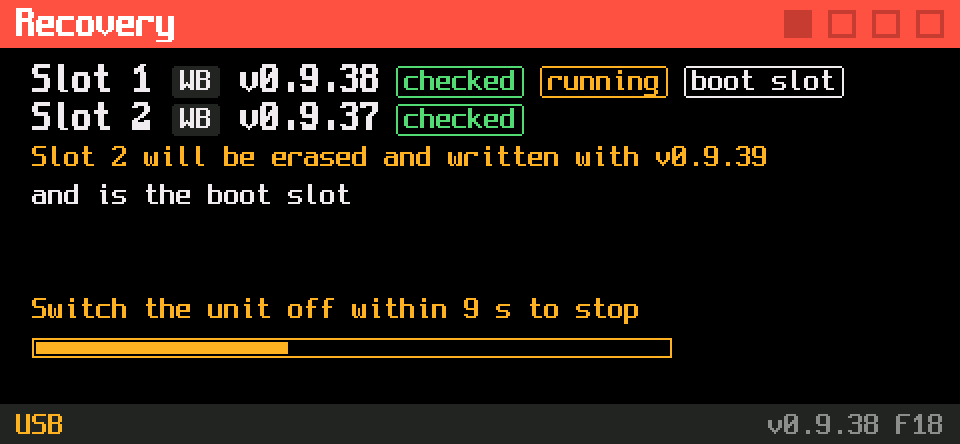 Recovery
Slot 1 WB v0.9.38 checked running boot slot
Slot 2 WB v0.9.37 checked
Slot 2 will be erased and written with v0.9.39
and is the boot slot
Switch the unit off within 9 s to stop
USB v0.9.38 F18